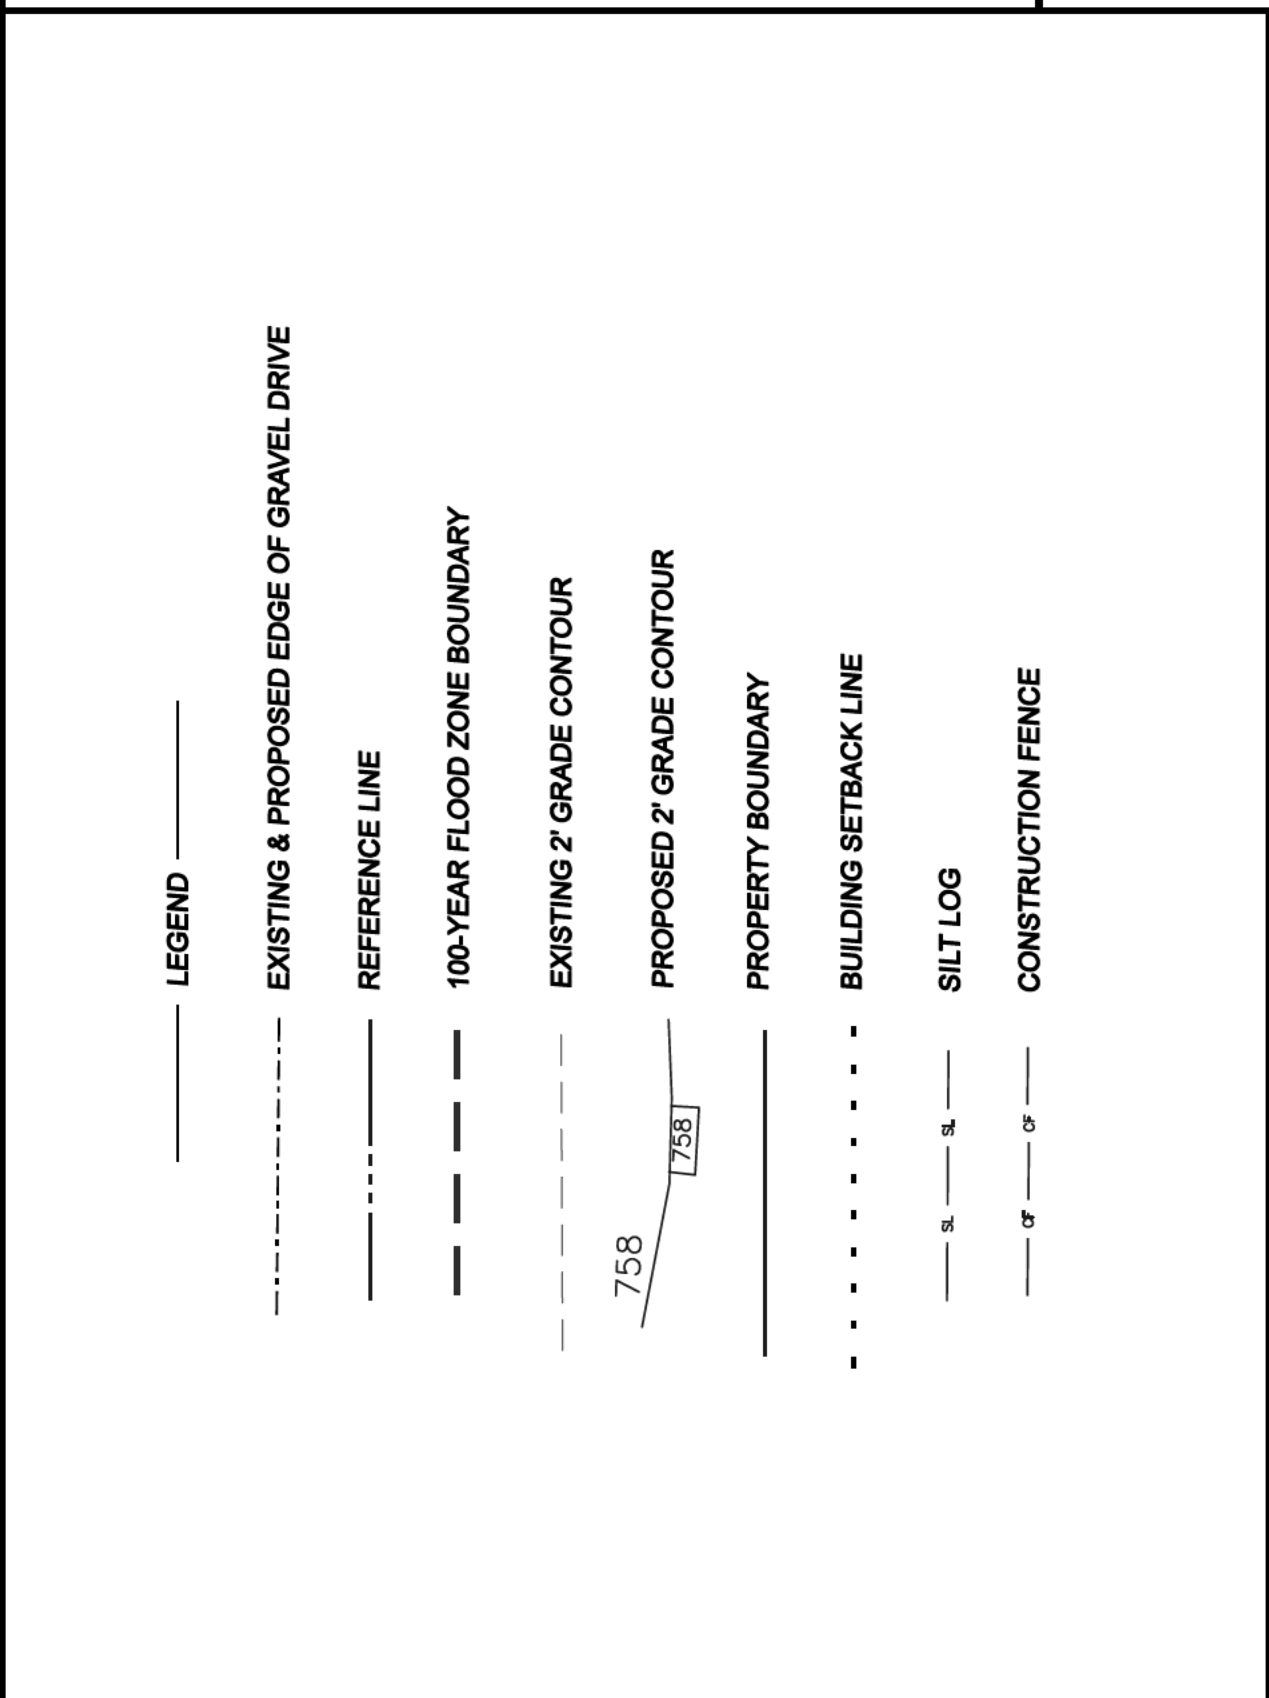 LEGEND
EXISTING & PROPOSED EDGE OF GRAVEL DRIVE
REFERENCE LINE
100-YEAR FLOOD ZONE BOUNDARY
EXISTING 2' GRADE CONTOUR
758
758
PROPOSED 2' GRADE CONTOUR
PROPERTY BOUNDARY
BUILDING SETBACK LINE
SL SL SILT LOG
CF CF CONSTRUCTION FENCE